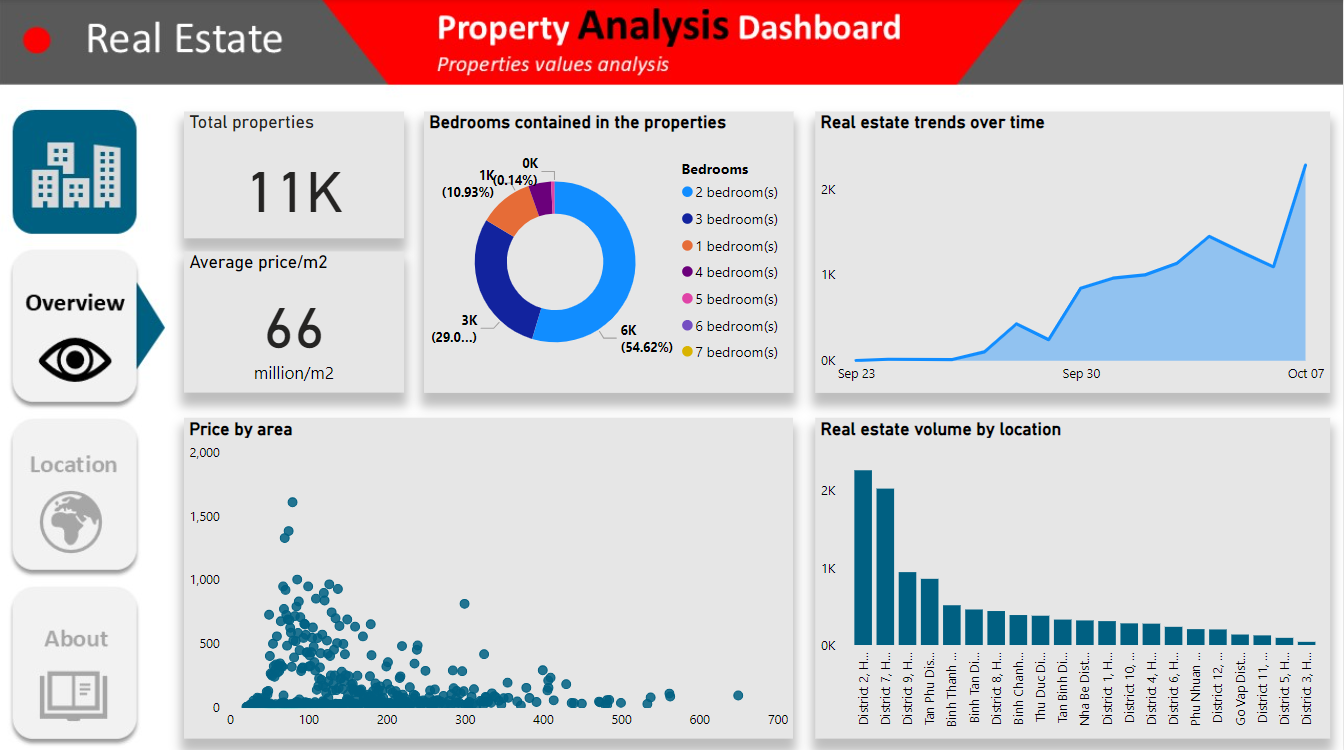 Real Estate
Property Analysis Dashboard
Properties values analysis
Overview
Location
About
Total properties
11K
Average price/m2
66
million/m2
Bedrooms contained in the properties
0K
(0.14%)
1K
(10.93%)
3K
(29.0...)
6K
(54.62%)
Bedrooms
2 bedroom(s)
3 bedroom(s)
1 bedroom(s)
4 bedroom(s)
5 bedroom(s)
6 bedroom(s)
7 bedroom(s)
Real estate trends over time
2K
1K
0K
Sep 23
Sep 30
Oct 07
Price by area
2,000
1,500
1,000
500
0
0 100 200 300 400 500 600 700
Real estate volume by location
2K
1K
0K
District 2, H...
District 7, H...
District 9, H...
Tan Phu Dis...
Binh Thanh ...
Binh Tan Di...
District 8, H...
Binh Chanh...
Thu Duc Di...
Tan Binh Di...
Nha Be Dist...
District 1, H...
District 10, ...
District 4, H...
District 6, H...
Phu Nhuan ...
District 12, ...
Go Vap Dist...
District 11, ...
District 5, H...
District 3, H...